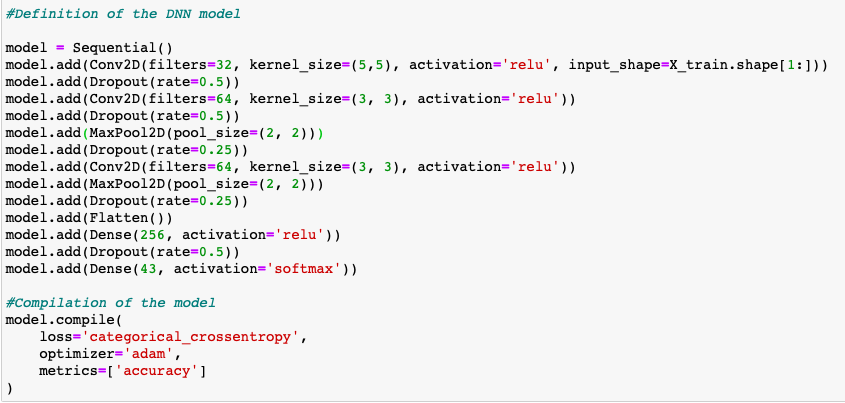 #Definition of the DNN model
model = Sequential()
model.add(Conv2D(filters=32, kernel_size=(5,5), activation='relu', input_shape=X_train.shape[1:]))
model.add(Dropout(rate=0.5))
model.add(Conv2D(filters=64, kernel_size=(3, 3), activation='relu'))
model.add(Dropout(rate=0.5))
model.add(MaxPool2D(pool_size=(2, 2)))
model.add(Dropout(rate=0.25))
model.add(Conv2D(filters=64, kernel_size=(3, 3), activation='relu'))
model.add(MaxPool2D(pool_size=(2, 2)))
model.add(Dropout(rate=0.25))
model.add(Flatten())
model.add(Dense(256, activation='relu'))
model.add(Dropout(rate=0.5))
model.add(Dense(43, activation='softmax'))
#Compilation of the model
model.compile(
    loss='categorical_crossentropy',
    optimizer='adam',
    metrics=['accuracy']
)